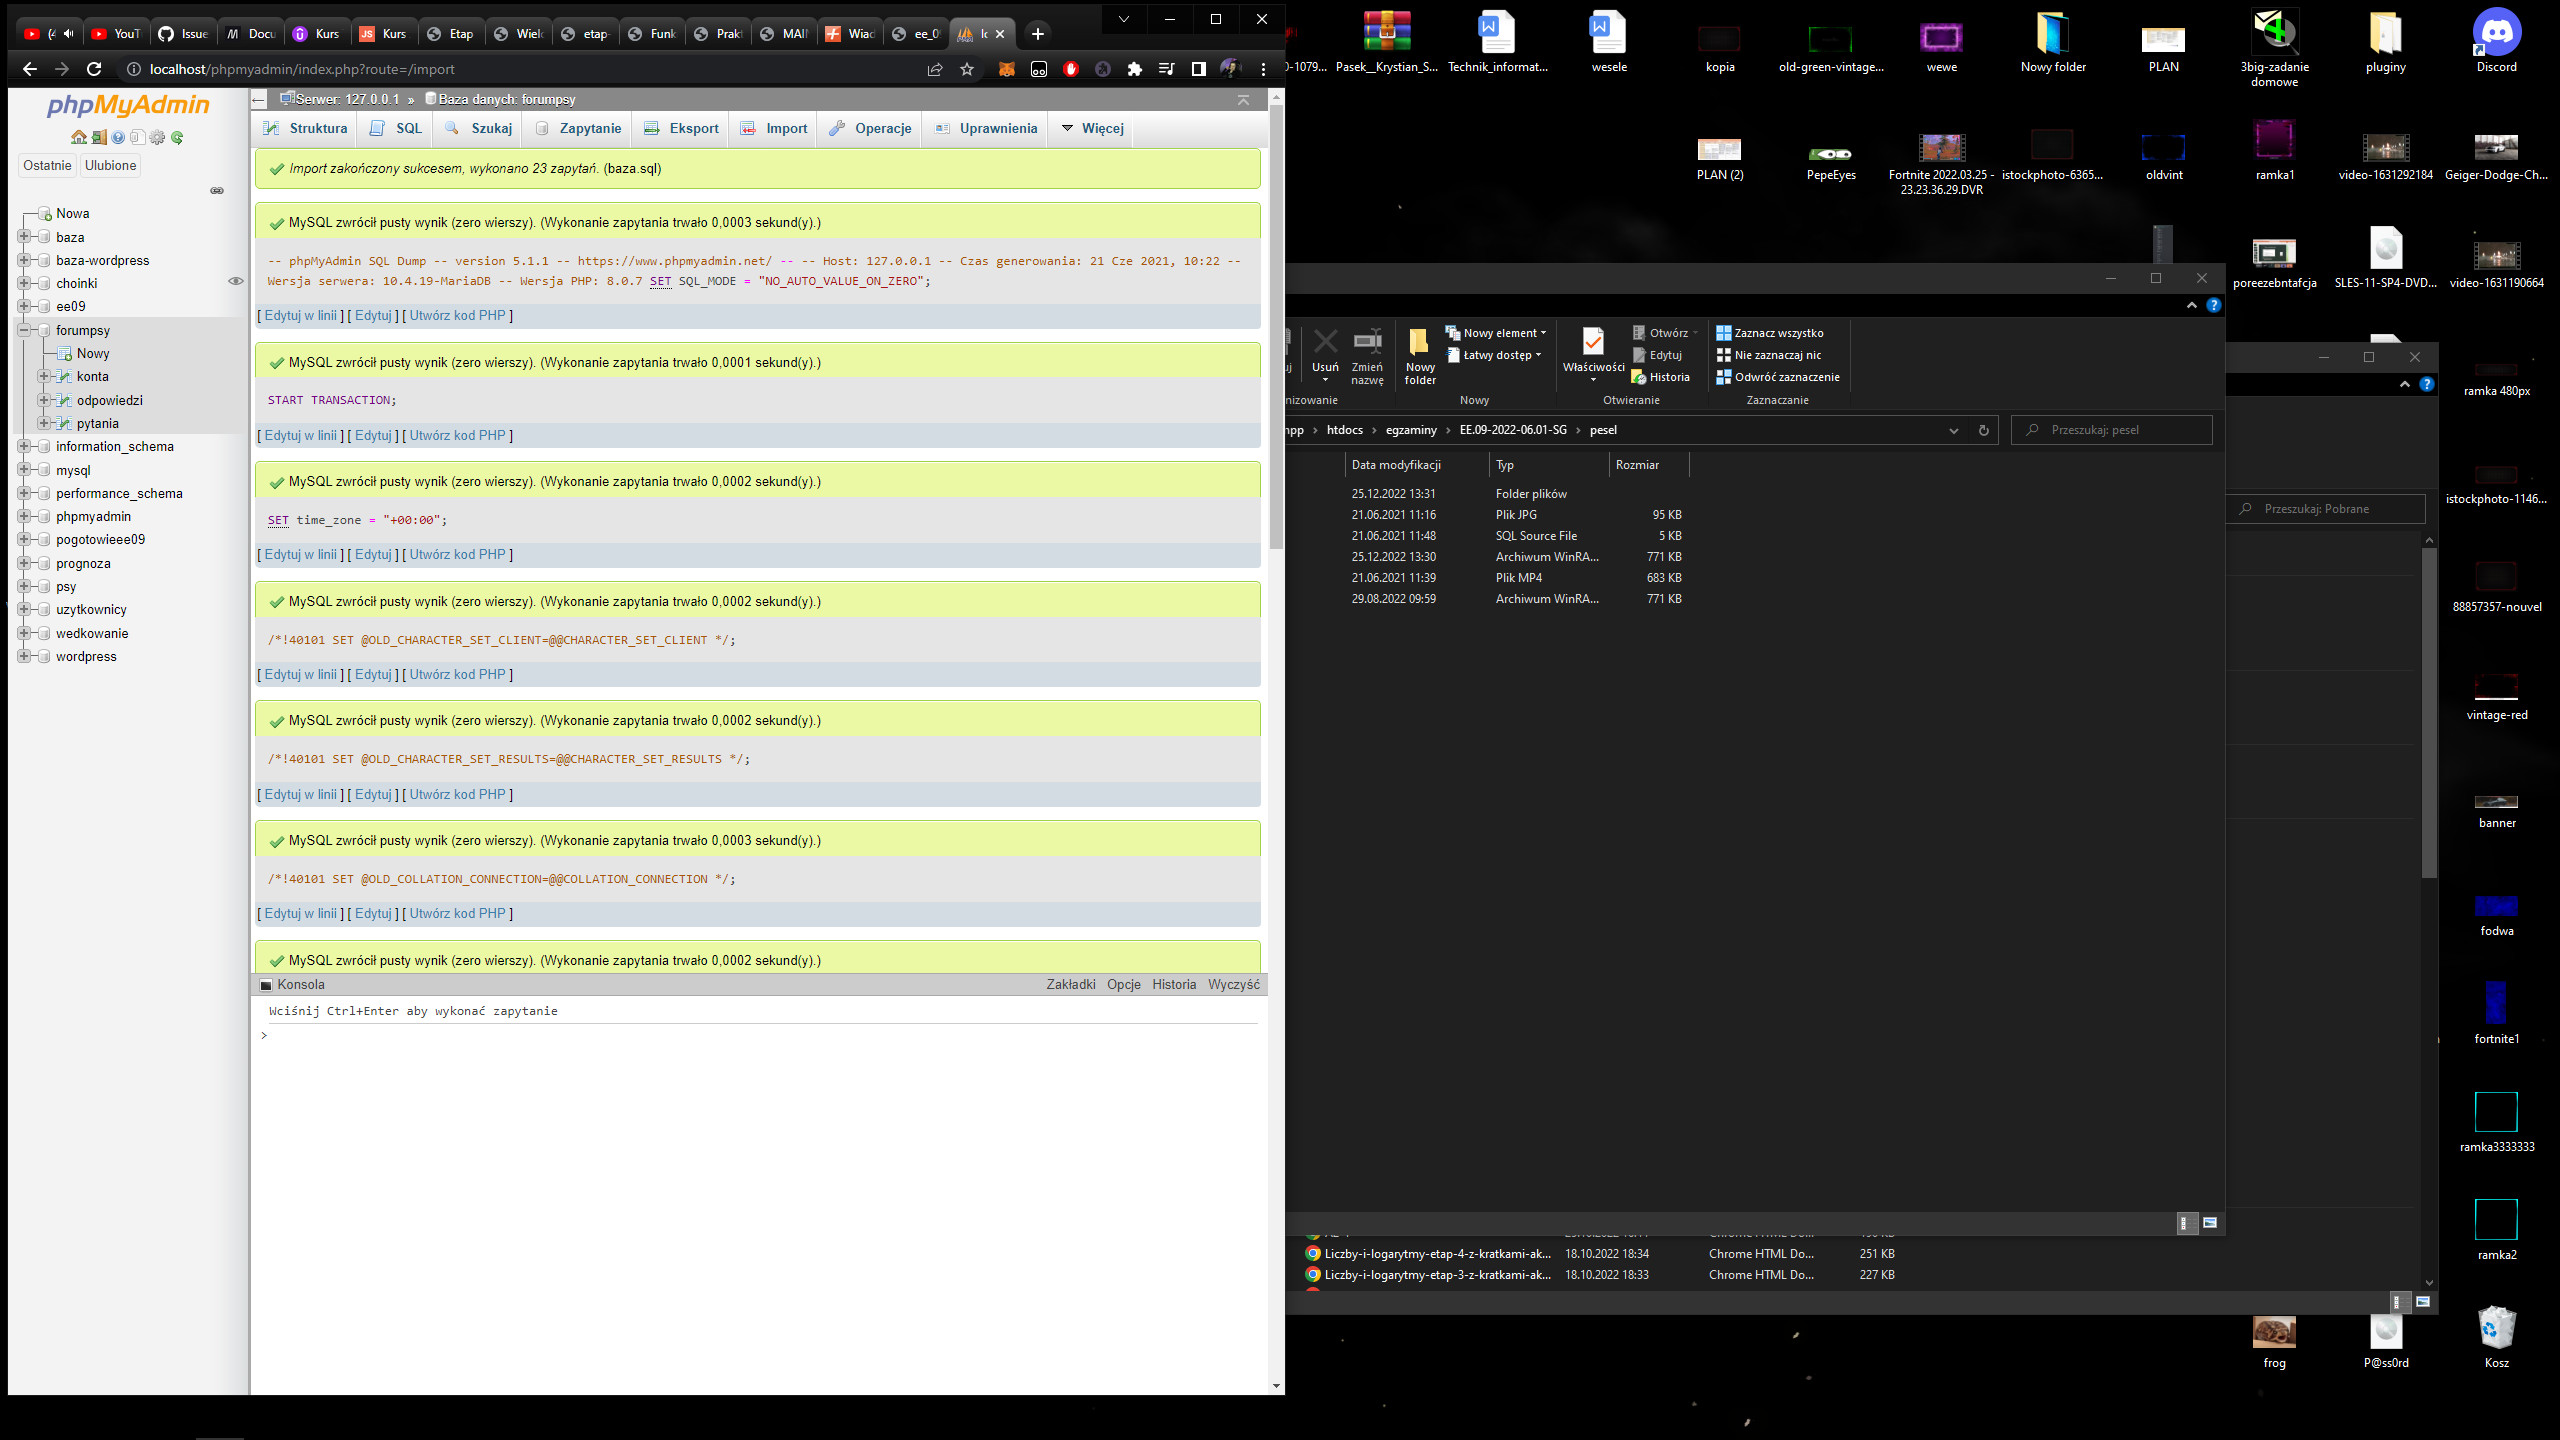 (4
YouT
Issue
Docu
Kurs
JS
Kurs
Etap
Wielo
etap-
Funk
Prakt
MAIN
Wiad
ee_0
localhost/phpmyadmin/index.php?route=/import
phpMyAdmin
Ostatnie
Ulubione
Nowa
baza
baza-wordpress
choinki
ee09
forumpsy
Nowy
konta
odpowiedzi
pytania
information_schema
mysql
performance_schema
phpmyadmin
pogotowieee09
prognoza
psy
uzytkownicy
wedkowanie
wordpress
Serwer: 127.0.0.1 » Baza danych: forumpsy
Struktura SQL Szukaj Zapytanie Eksport Import Operacje Uprawnienia Więcej
Import zakończony sukcesem, wykonano 23 zapytań. (baza.sql)
MySQL zwrócił pusty wynik (zero wierszy). (Wykonanie zapytania trwało 0,0003 sekund(y).)
-- phpMyAdmin SQL Dump -- version 5.1.1 -- https://www.phpmyadmin.net/ -- -- Host: 127.0.0.1 -- Czas generowania: 21 Cze 2021, 10:22 --
Wersja serwera: 10.4.19-MariaDB -- Wersja PHP: 8.0.7 SET SQL_MODE = "NO_AUTO_VALUE_ON_ZERO";
[ Edytuj w linii ] [ Edytuj ] [ Utwórz kod PHP ]
MySQL zwrócił pusty wynik (zero wierszy). (Wykonanie zapytania trwało 0,0001 sekund(y).)
START TRANSACTION;
[ Edytuj w linii ] [ Edytuj ] [ Utwórz kod PHP ]
MySQL zwrócił pusty wynik (zero wierszy). (Wykonanie zapytania trwało 0,0002 sekund(y).)
SET time_zone = "+00:00";
[ Edytuj w linii ] [ Edytuj ] [ Utwórz kod PHP ]
MySQL zwrócił pusty wynik (zero wierszy). (Wykonanie zapytania trwało 0,0002 sekund(y).)
/*!40101 SET @OLD_CHARACTER_SET_CLIENT=@@CHARACTER_SET_CLIENT */;
[ Edytuj w linii ] [ Edytuj ] [ Utwórz kod PHP ]
MySQL zwrócił pusty wynik (zero wierszy). (Wykonanie zapytania trwało 0,0002 sekund(y).)
/*!40101 SET @OLD_CHARACTER_SET_RESULTS=@@CHARACTER_SET_RESULTS */;
[ Edytuj w linii ] [ Edytuj ] [ Utwórz kod PHP ]
MySQL zwrócił pusty wynik (zero wierszy). (Wykonanie zapytania trwało 0,0003 sekund(y).)
/*!40101 SET @OLD_COLLATION_CONNECTION=@@COLLATION_CONNECTION */;
[ Edytuj w linii ] [ Edytuj ] [ Utwórz kod PHP ]
MySQL zwrócił pusty wynik (zero wierszy). (Wykonanie zapytania trwało 0,0002 sekund(y).)
Konsola
Zakładki Opcje Historia Wyczyść
Wciśnij Ctrl+Enter aby wykonać zapytanie
>
0-1079...
Pasek__Krystian_S...
Technik_informat...
wesele
kopia
old-green-vintage...
wewe
Nowy folder
PLAN
3big-zadanie
domowe
pluginy
Discord
PLAN (2)
PepeEyes
Fortnite 2022.03.25 -
23.23.36.29.DVR
istockphoto-6365...
oldvint
ramka1
video-1631292184
Geiger-Dodge-Ch...
poreezebntafcja
SLES-11-SP4-DVD...
video-1631190664
ramka 480px
istockphoto-1146...
88857357-nouvel
vintage-red
banner
fodwa
fortnite1
ramka3333333
ramka2
frog
P@ss0rd
Kosz
Usuń
Zmień
nazwę
Nowy
folder
Nowy element
Łatwy dostęp
Właściwości
Otwórz
Edytuj
Historia
Zaznacz wszystko
Nie zaznaczaj nic
Odwróć zaznaczenie
nizowanie
Nowy
Otwieranie
Zaznaczanie
npp › htdocs › egzaminy › EE.09-2022-06.01-SG › pesel
Przeszukaj: pesel
Data modyfikacji Typ Rozmiar
25.12.2022 13:31 Folder plików
21.06.2021 11:16 Plik JPG 95 KB
21.06.2021 11:48 SQL Source File 5 KB
25.12.2022 13:30 Archiwum WinRA... 771 KB
21.06.2021 11:39 Plik MP4 683 KB
29.08.2022 09:59 Archiwum WinRA... 771 KB
Przeszukaj: Pobrane
Liczby-i-logarytmy-etap-4-z-kratkami-ak... 18.10.2022 18:34 Chrome HTML Do... 251 KB
Liczby-i-logarytmy-etap-3-z-kratkami-ak... 18.10.2022 18:33 Chrome HTML Do... 227 KB